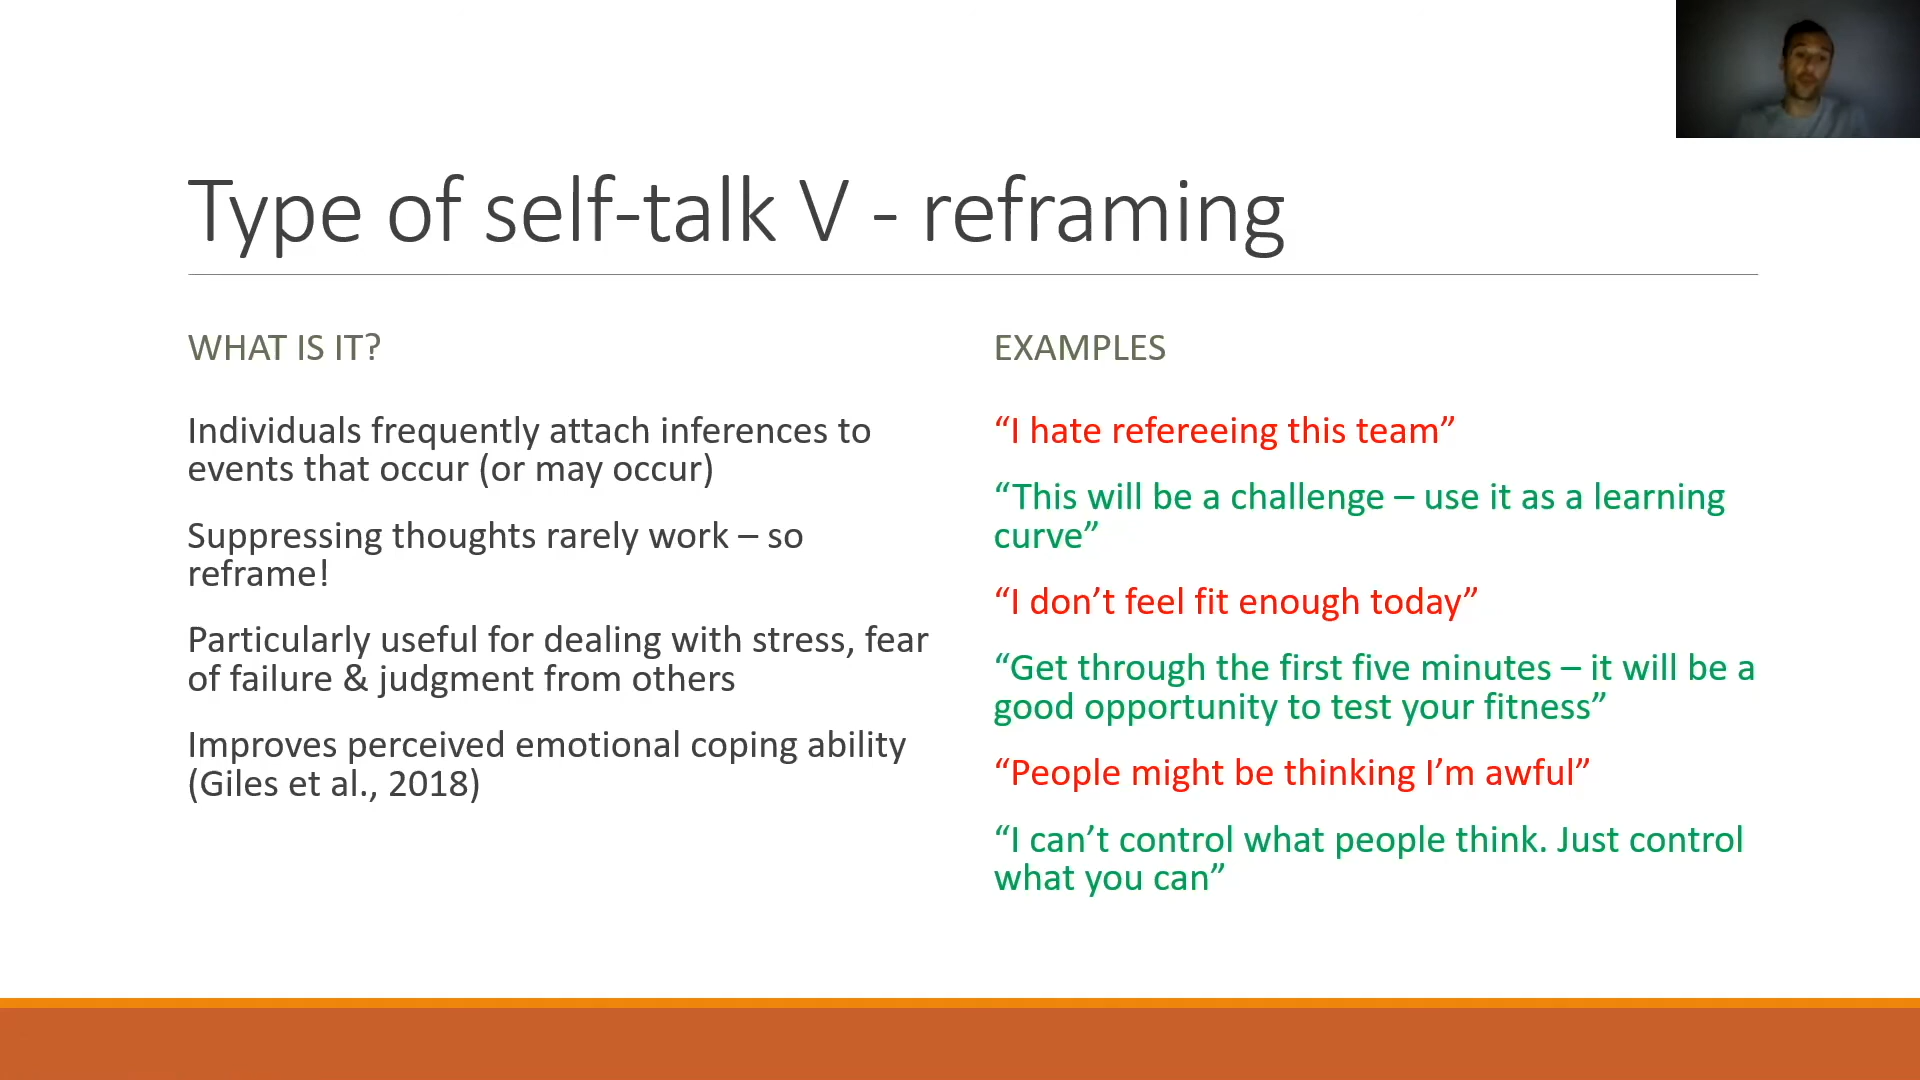 Type of self-talk V - reframing
WHAT IS IT?
Individuals frequently attach inferences to
events that occur (or may occur)
Suppressing thoughts rarely work – so
reframe!
Particularly useful for dealing with stress, fear
of failure & judgment from others
Improves perceived emotional coping ability
(Giles et al., 2018)
EXAMPLES
“I hate refereeing this team”
“This will be a challenge – use it as a learning
curve”
“I don’t feel fit enough today”
“Get through the first five minutes – it will be a
good opportunity to test your fitness”
“People might be thinking I’m awful”
“I can’t control what people think. Just control
what you can”